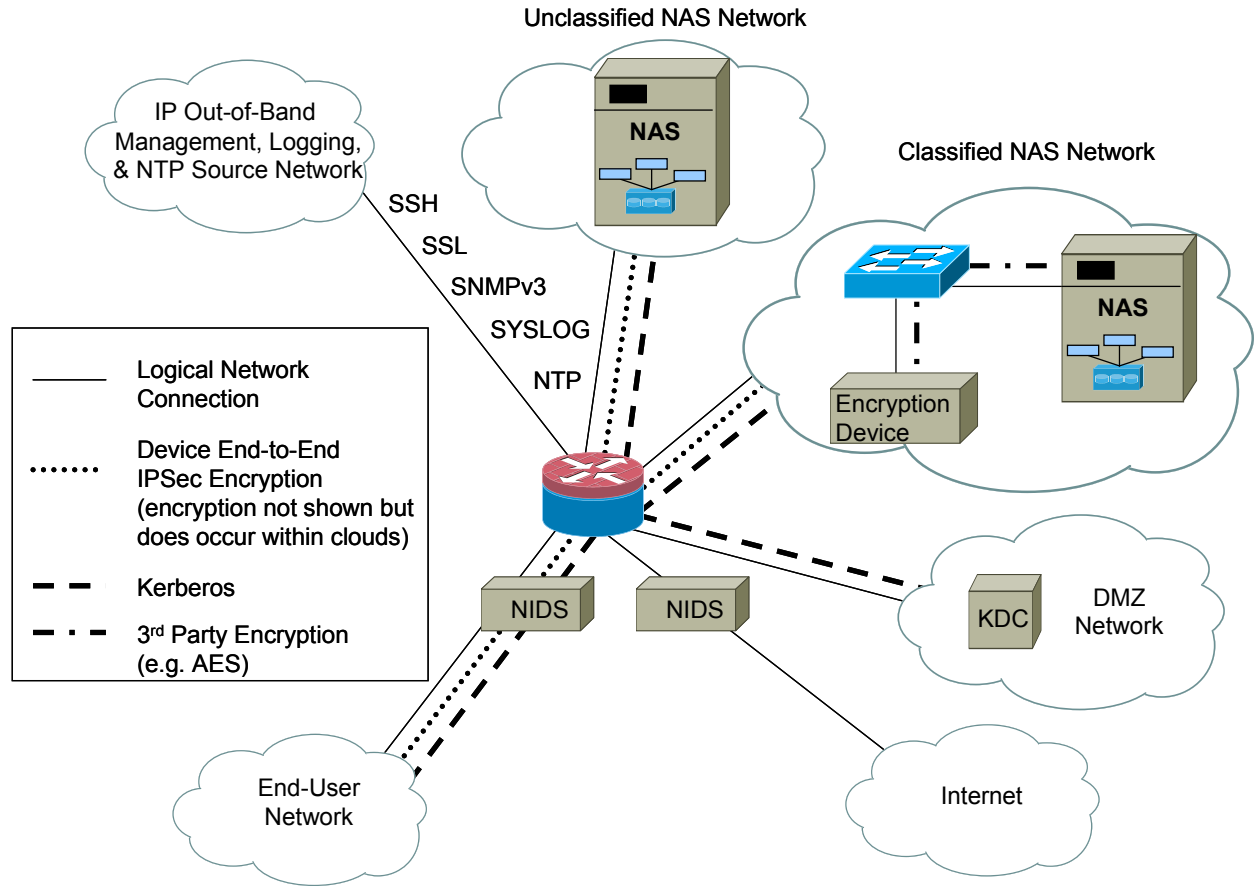 Unclassified NAS Network
IP Out-of-Band
Management, Logging,
& NTP Source Network
NAS
Classified NAS Network
SSH
SSL
SNMPv3
SYSLOG
NTP
NAS
Encryption
Device
Logical Network
Connection
Device End-to-End
IPSec Encryption
(encryption not shown but
does occur within clouds)
Kerberos
3rd Party Encryption
(e.g. AES)
NIDS
NIDS
KDC
DMZ
Network
End-User
Network
Internet